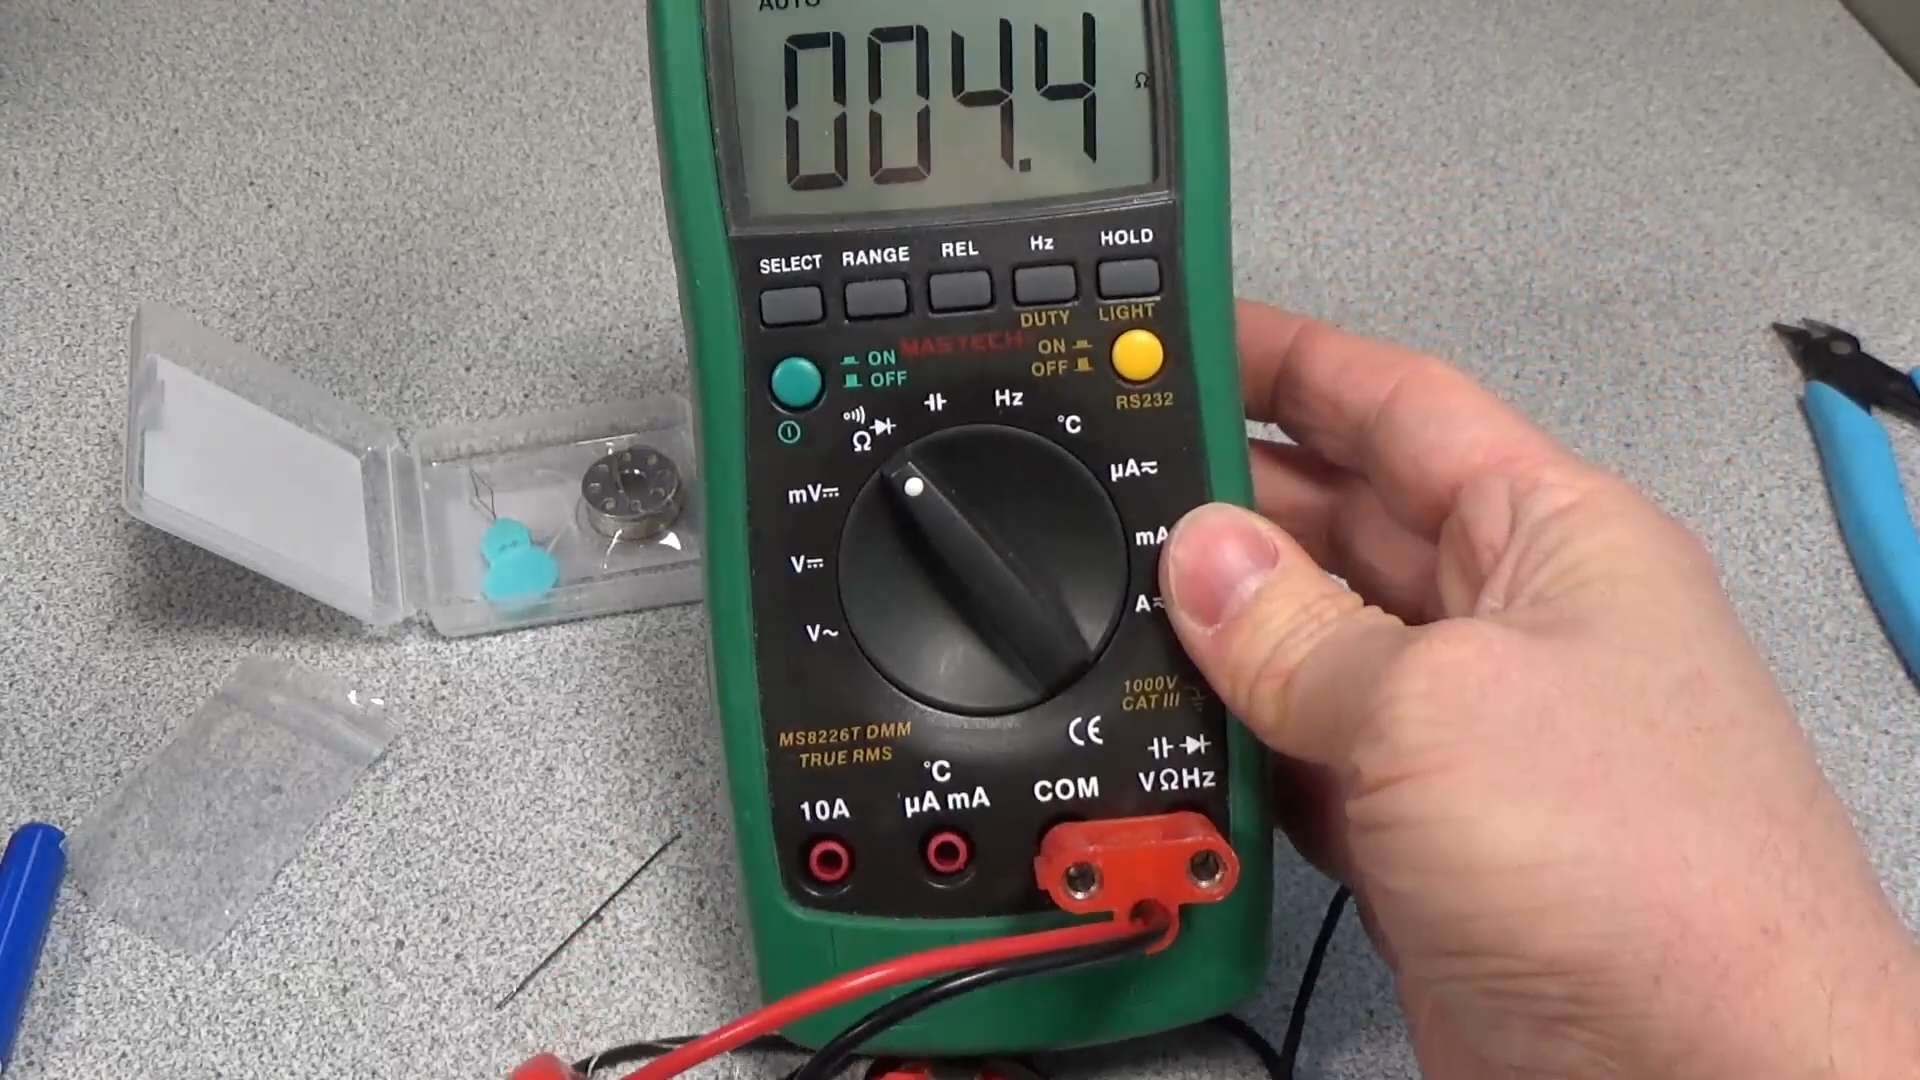 AUTO
004.4 Ω
SELECT RANGE REL Hz HOLD
DUTY LIGHT
ON
OFF
MASTECH
ON
OFF
RS232
Hz
°C
Ω
mV
µA
V
mA
V~
A
1000V
CAT III
MS8226T DMM
TRUE RMS
CE
°C
10A
µA mA
COM
VΩHz